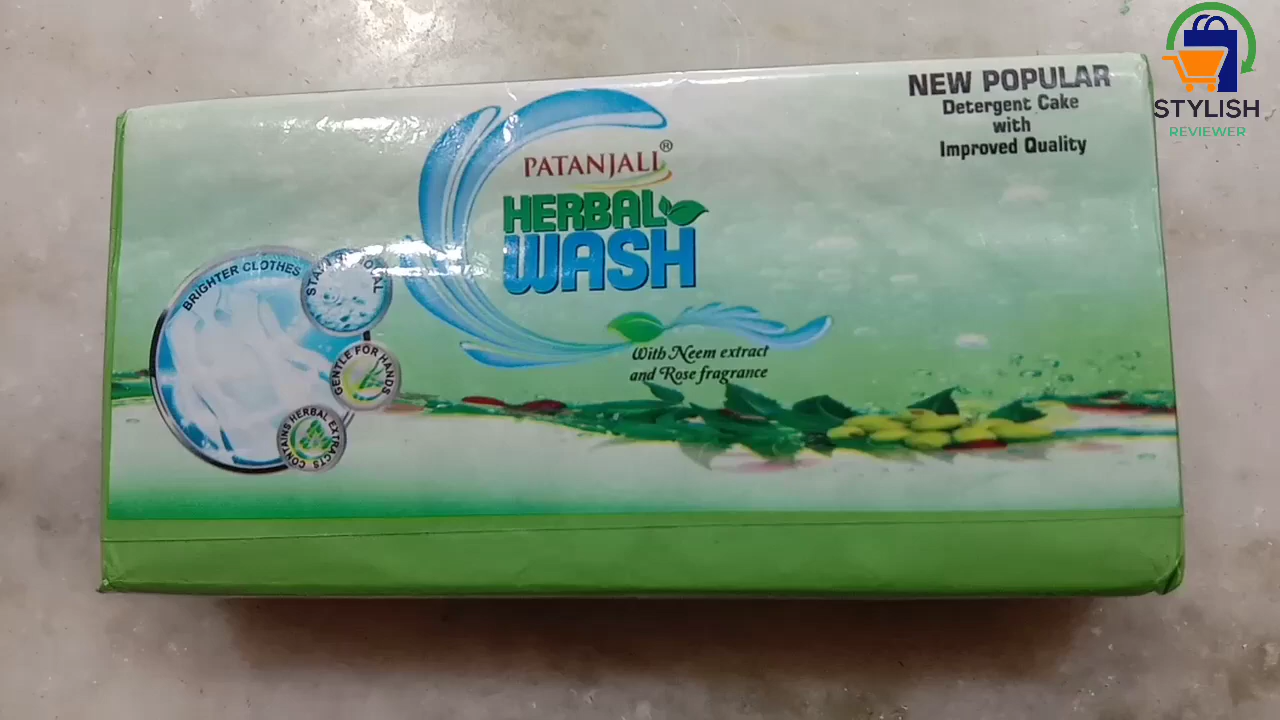 NEW POPULAR
Detergent Cake
with
Improved Quality
STYLISH
REVIEWER
PATANJALI®
HERBAL
WASH
BRIGHTER CLOTHES
GENTLE FOR HANDS
CONTAINS HERBAL EXTRACTS
With Neem extract
and Rose fragrance